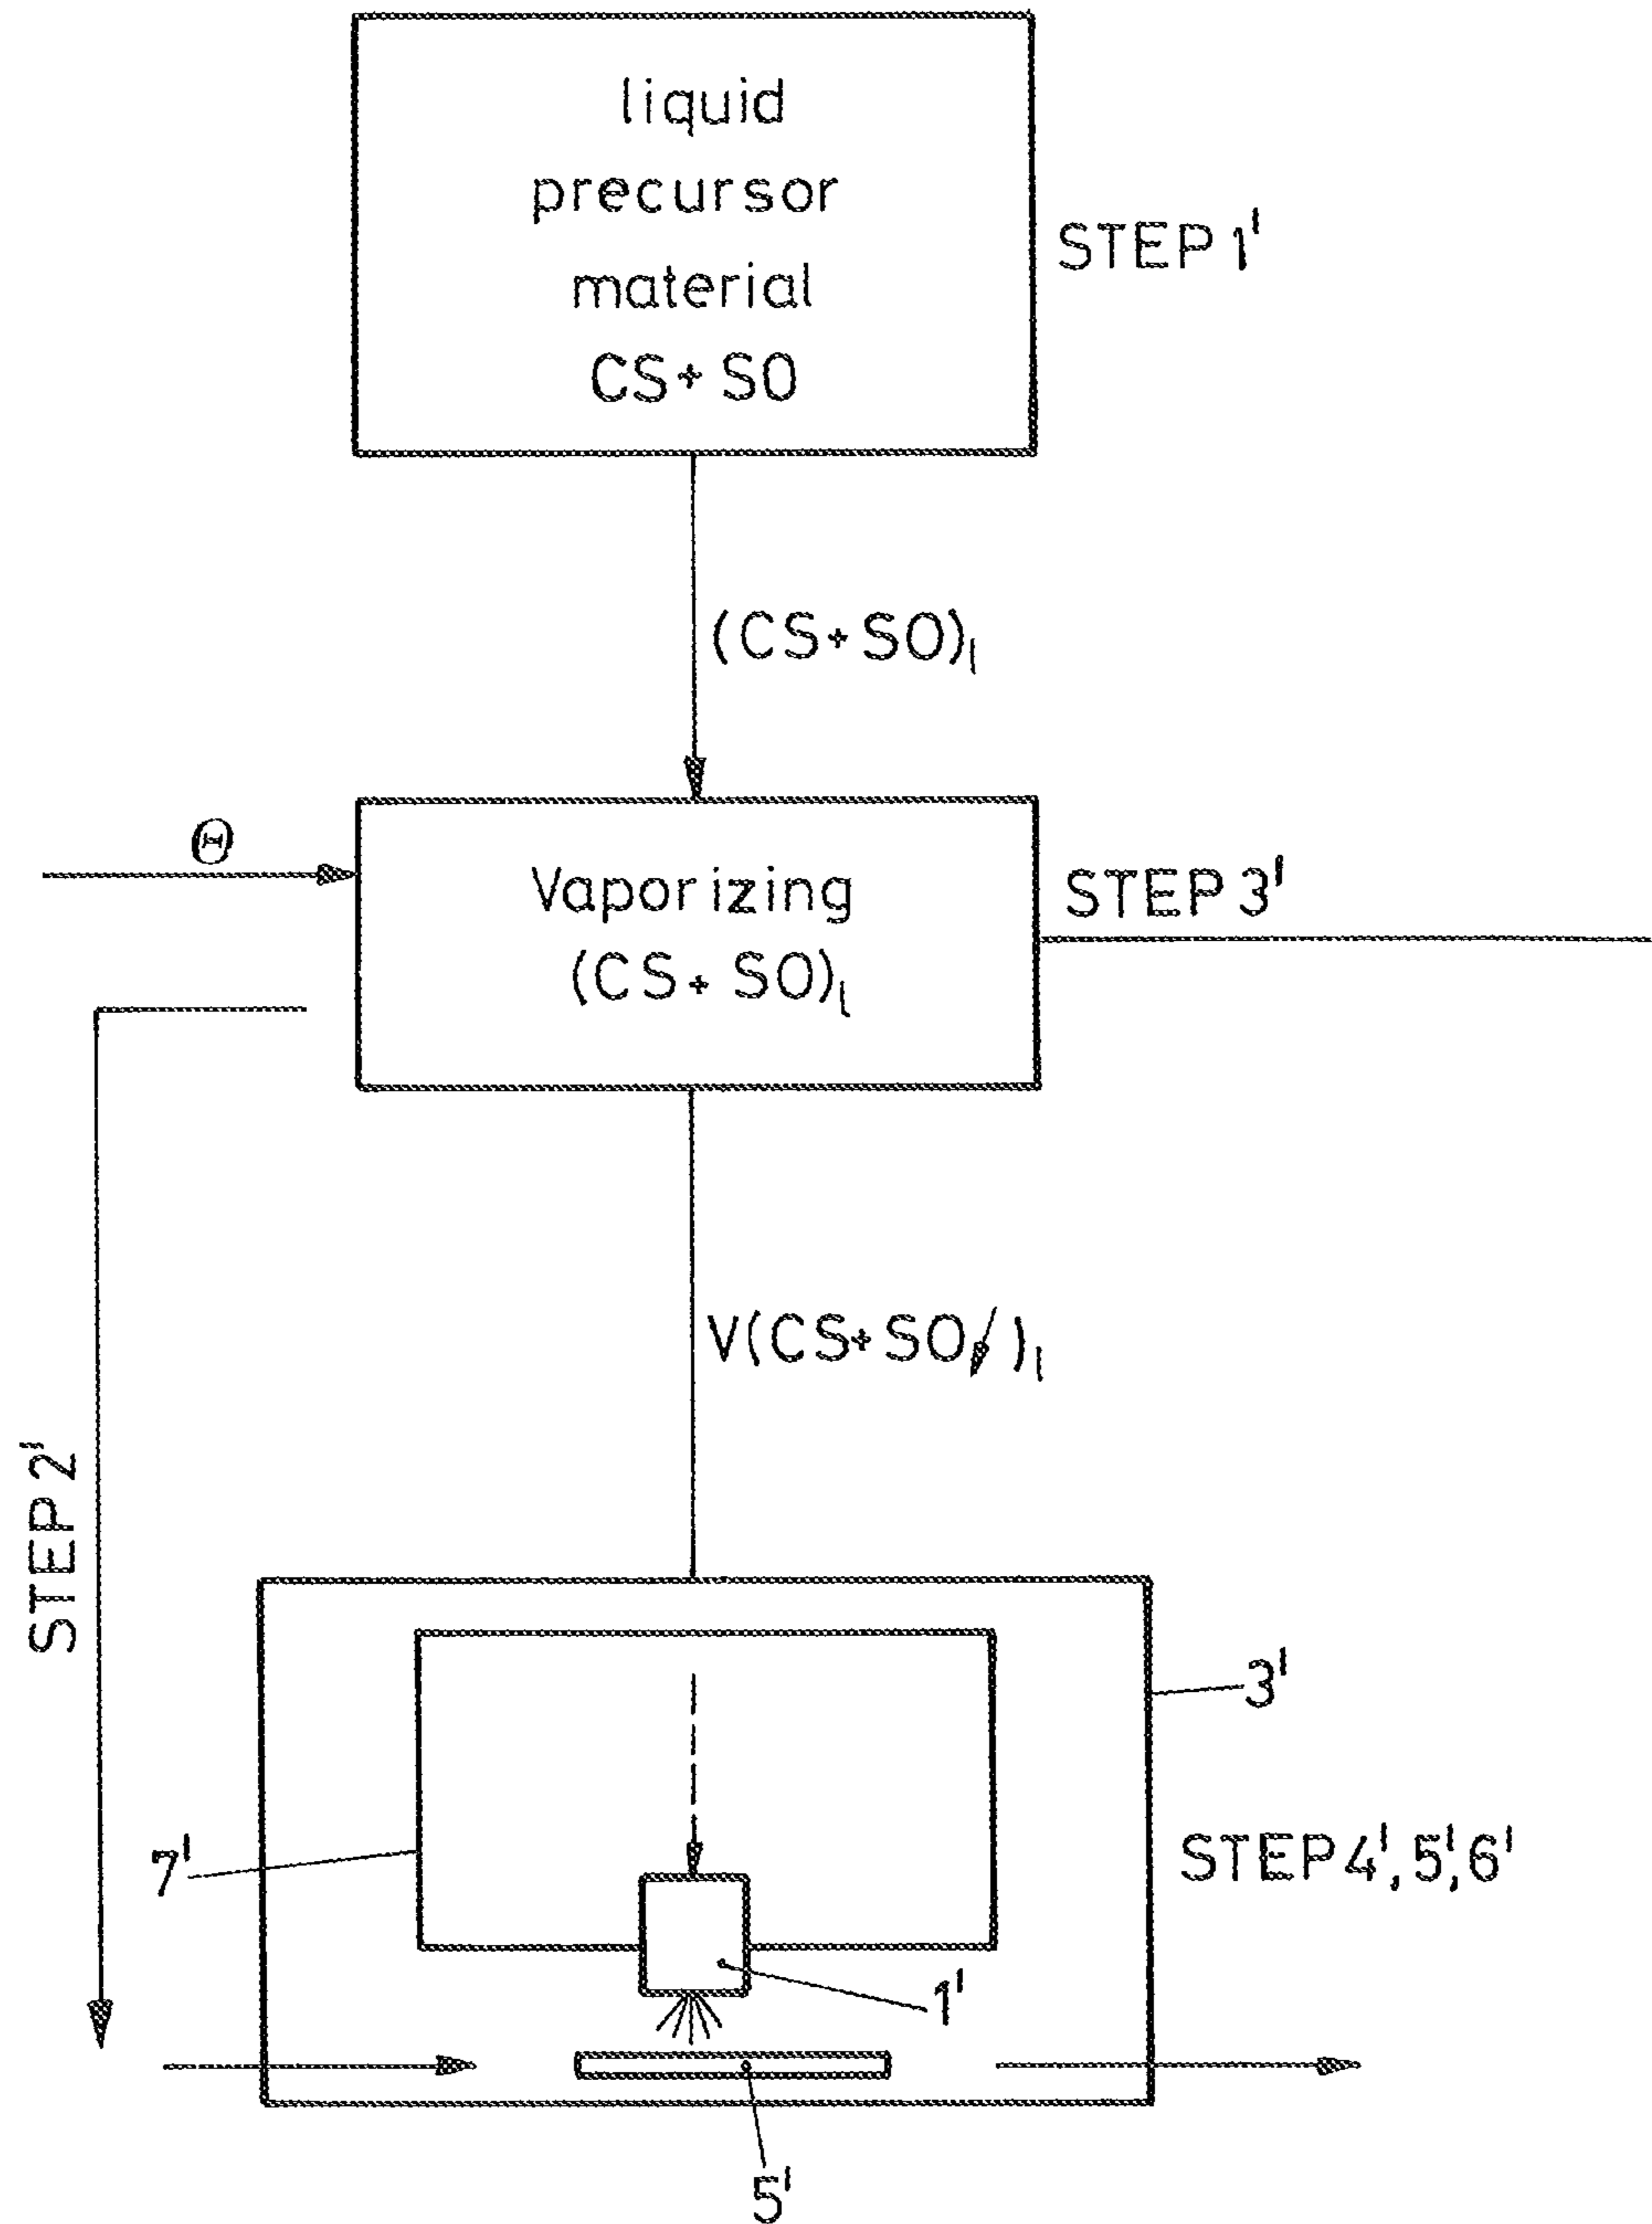 liquid
precursor
material
CS+SO
STEP 1'
(CS+SO)l
Θ
Vaporizing
(CS+ SO)l
STEP 3'
V(CS+SO↙)l
STEP 2'
3'
7'
STEP 4', 5', 6'
1'
5'